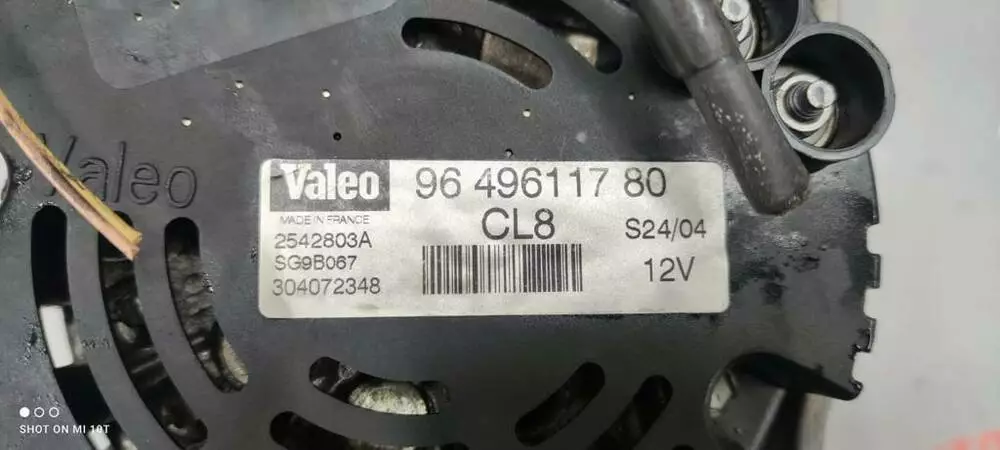 Valeo
Valeo 96 496117 80
MADE IN FRANCE
CL8 S24/04
2542803A
SG9B067
304072348
12V
SHOT ON MI 10T